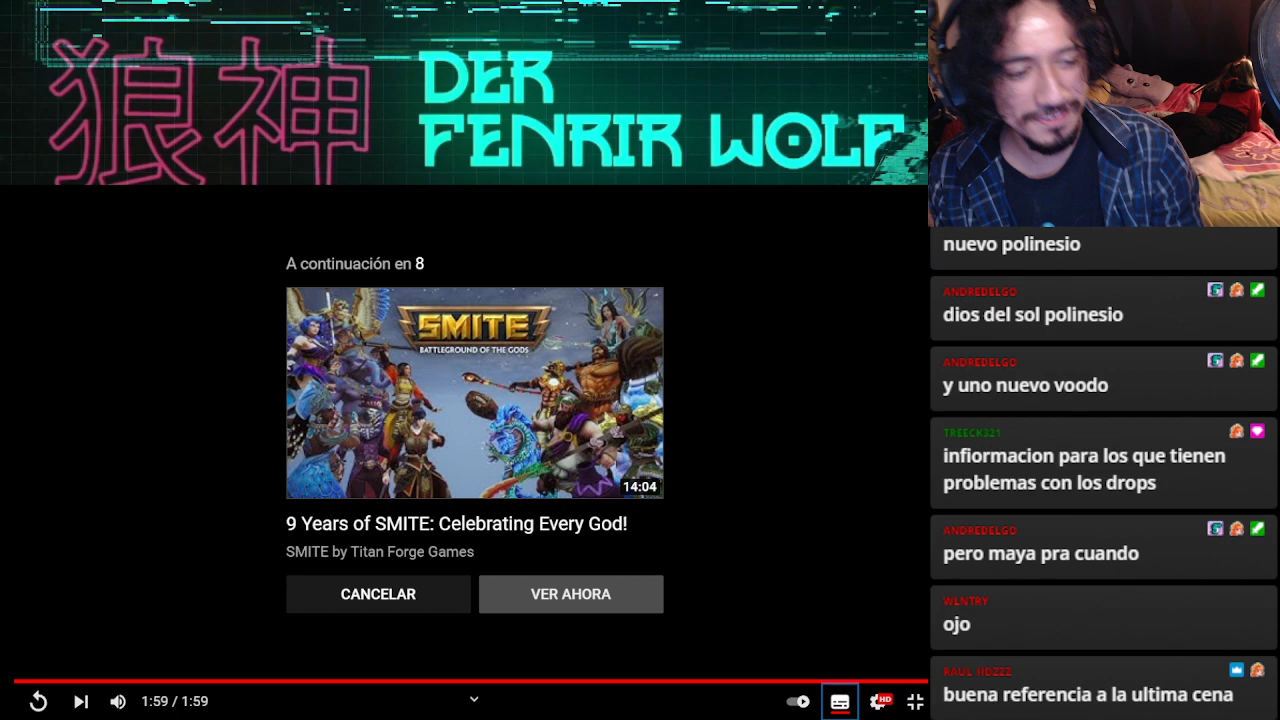 狼神
DER
FENRIR WOLF
A continuación en 8
SMITE
BATTLEGROUND OF THE GODS
14:04
9 Years of SMITE: Celebrating Every God!
SMITE by Titan Forge Games
CANCELAR
VER AHORA
1:59 / 1:59
HD
nuevo polinesio
ANDREDELGO
dios del sol polinesio
ANDREDELGO
y uno nuevo voodo
TREECK321
infiormacion para los que tienen
problemas con los drops
ANDREDELGO
pero maya pra cuando
WLNTRY
ojo
RAUL_HDZZZ
buena referencia a la ultima cena